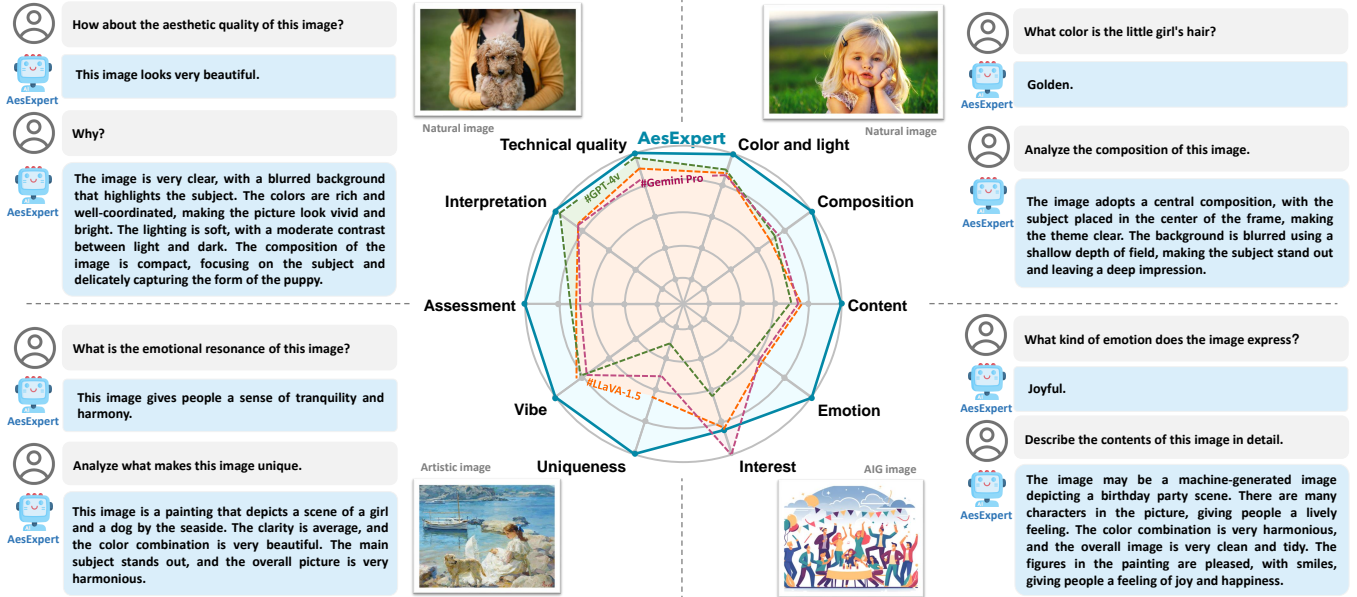 How about the aesthetic quality of this image?
This image looks very beautiful.
AesExpert
Why?
The image is very clear, with a blurred background
that highlights the subject. The colors are rich and
well-coordinated, making the picture look vivid and
bright. The lighting is soft, with a moderate contrast
between light and dark. The composition of the
image is compact, focusing on the subject and
delicately capturing the form of the puppy.
AesExpert
What is the emotional resonance of this image?
This image gives people a sense of tranquility and
harmony.
AesExpert
Analyze what makes this image unique.
This image is a painting that depicts a scene of a girl
and a dog by the seaside. The clarity is average, and
the color combination is very beautiful. The main
subject stands out, and the overall picture is very
harmonious.
AesExpert
Natural image
Natural image
AesExpert
Technical quality
Color and light
#GPT-4v
#Gemini Pro
Interpretation
Composition
Assessment
Content
#LLaVA-1.5
Vibe
Emotion
Uniqueness
Interest
Artistic image
AIG image
What color is the little girl's hair?
Golden.
AesExpert
Analyze the composition of this image.
The image adopts a central composition, with the
subject placed in the center of the frame, making
the theme clear. The background is blurred using a
shallow depth of field, making the subject stand out
and leaving a deep impression.
AesExpert
What kind of emotion does the image express?
Joyful.
AesExpert
Describe the contents of this image in detail.
The image may be a machine-generated image
depicting a birthday party scene. There are many
characters in the picture, giving people a lively
feeling. The color combination is very harmonious,
and the overall image is very clean and tidy. The
figures in the painting are pleased, with smiles,
giving people a feeling of joy and happiness.
AesExpert